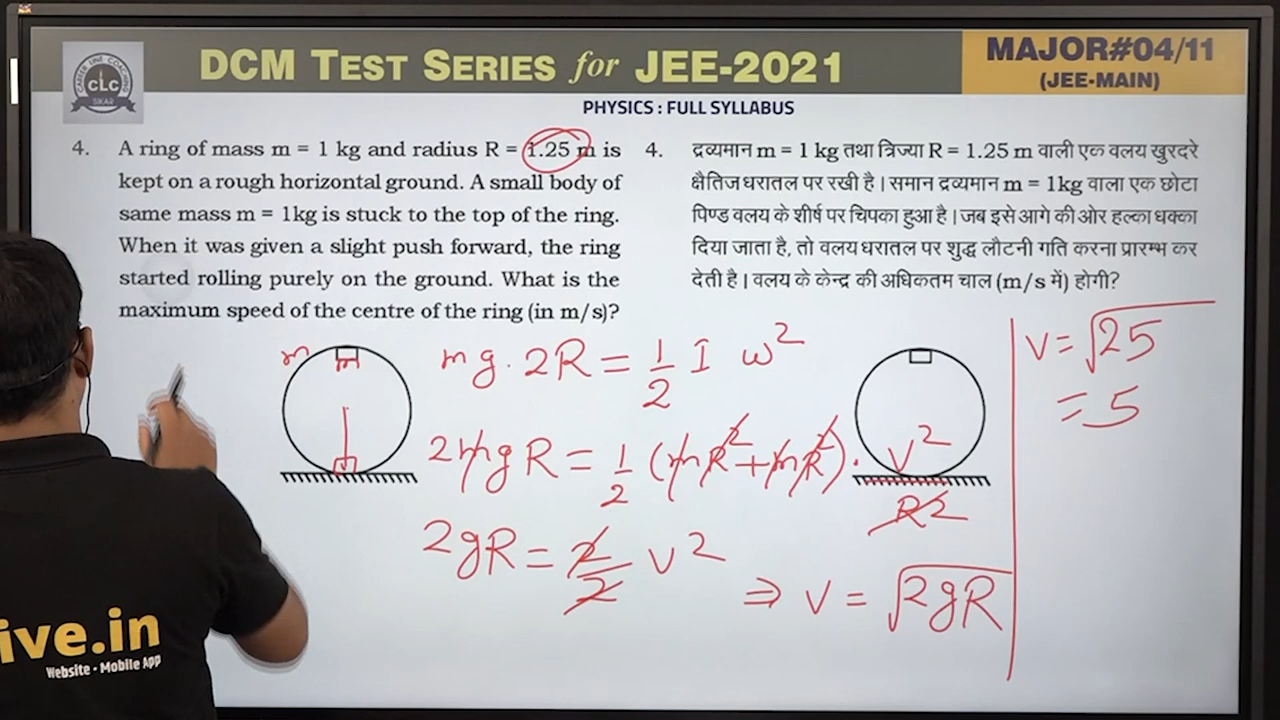 DCM TEST SERIES for JEE-2021
MAJOR#04/11
(JEE-MAIN)
CAREER LINE COACHING
CLC
SIKAR
PHYSICS : FULL SYLLABUS
4. A ring of mass m = 1 kg and radius R = 1.25 m is
kept on a rough horizontal ground. A small body of
same mass m = 1kg is stuck to the top of the ring.
When it was given a slight push forward, the ring
started rolling purely on the ground. What is the
maximum speed of the centre of the ring (in m/s)?
4. द्रव्यमान m = 1 kg तथा त्रिज्या R = 1.25 m वाली एक वलय खुरदरे
क्षैतिज धरातल पर रखी है। समान द्रव्यमान m = 1kg वाला एक छोटा
पिण्ड वलय के शीर्ष पर चिपका हुआ है। जब इसे आगे की ओर हल्का धक्का
दिया जाता है, तो वलय धरातल पर शुद्ध लौटनी गति करना प्रारम्भ कर
देती है। वलय के केन्द्र की अधिकतम चाल (m/s में) होगी?
m
m
m
mg. 2R = 1/2 I ω²
2mgR = 1/2 (mR² + mR²) · v²/R²
2gR = 2/2 v²
⇒ v = √2gR
v = √25
= 5
ive.in
Website - Mobile App